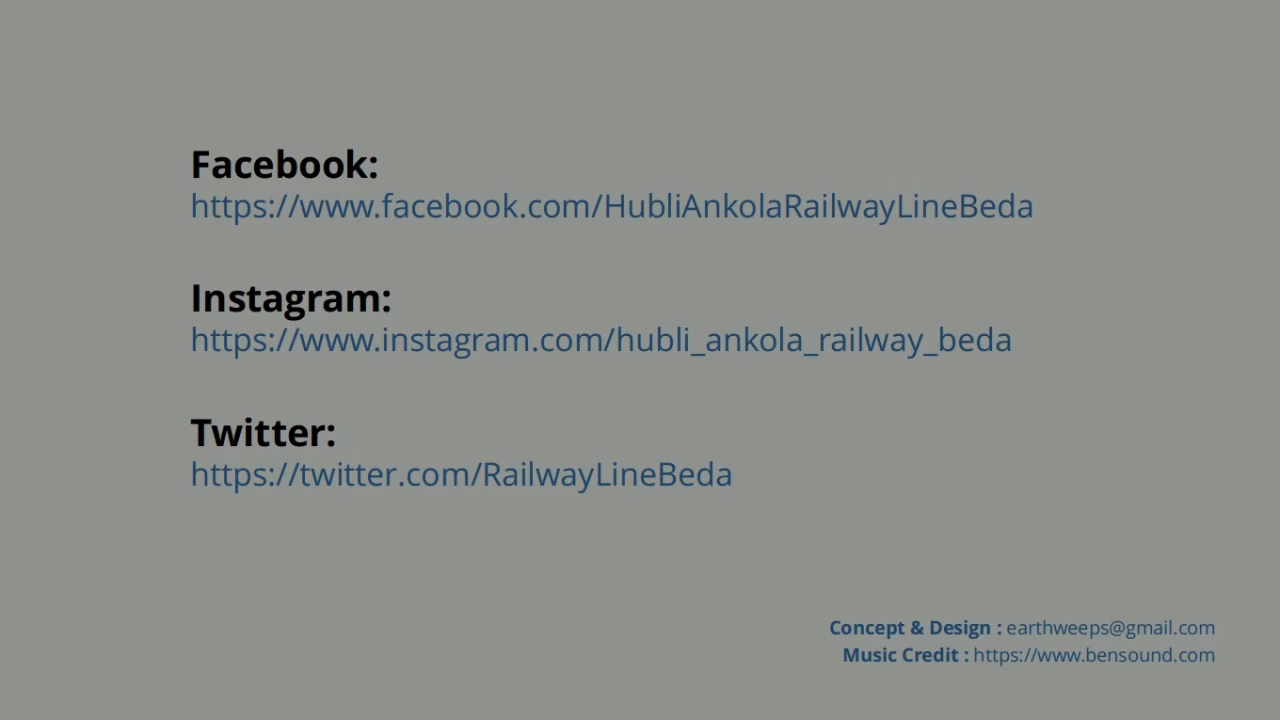 Facebook:
https://www.facebook.com/HubliAnkolaRailwayLineBeda
Instagram:
https://www.instagram.com/hubli_ankola_railway_beda
Twitter:
https://twitter.com/RailwayLineBeda
Concept & Design : earthweeps@gmail.com
Music Credit : https://www.bensound.com